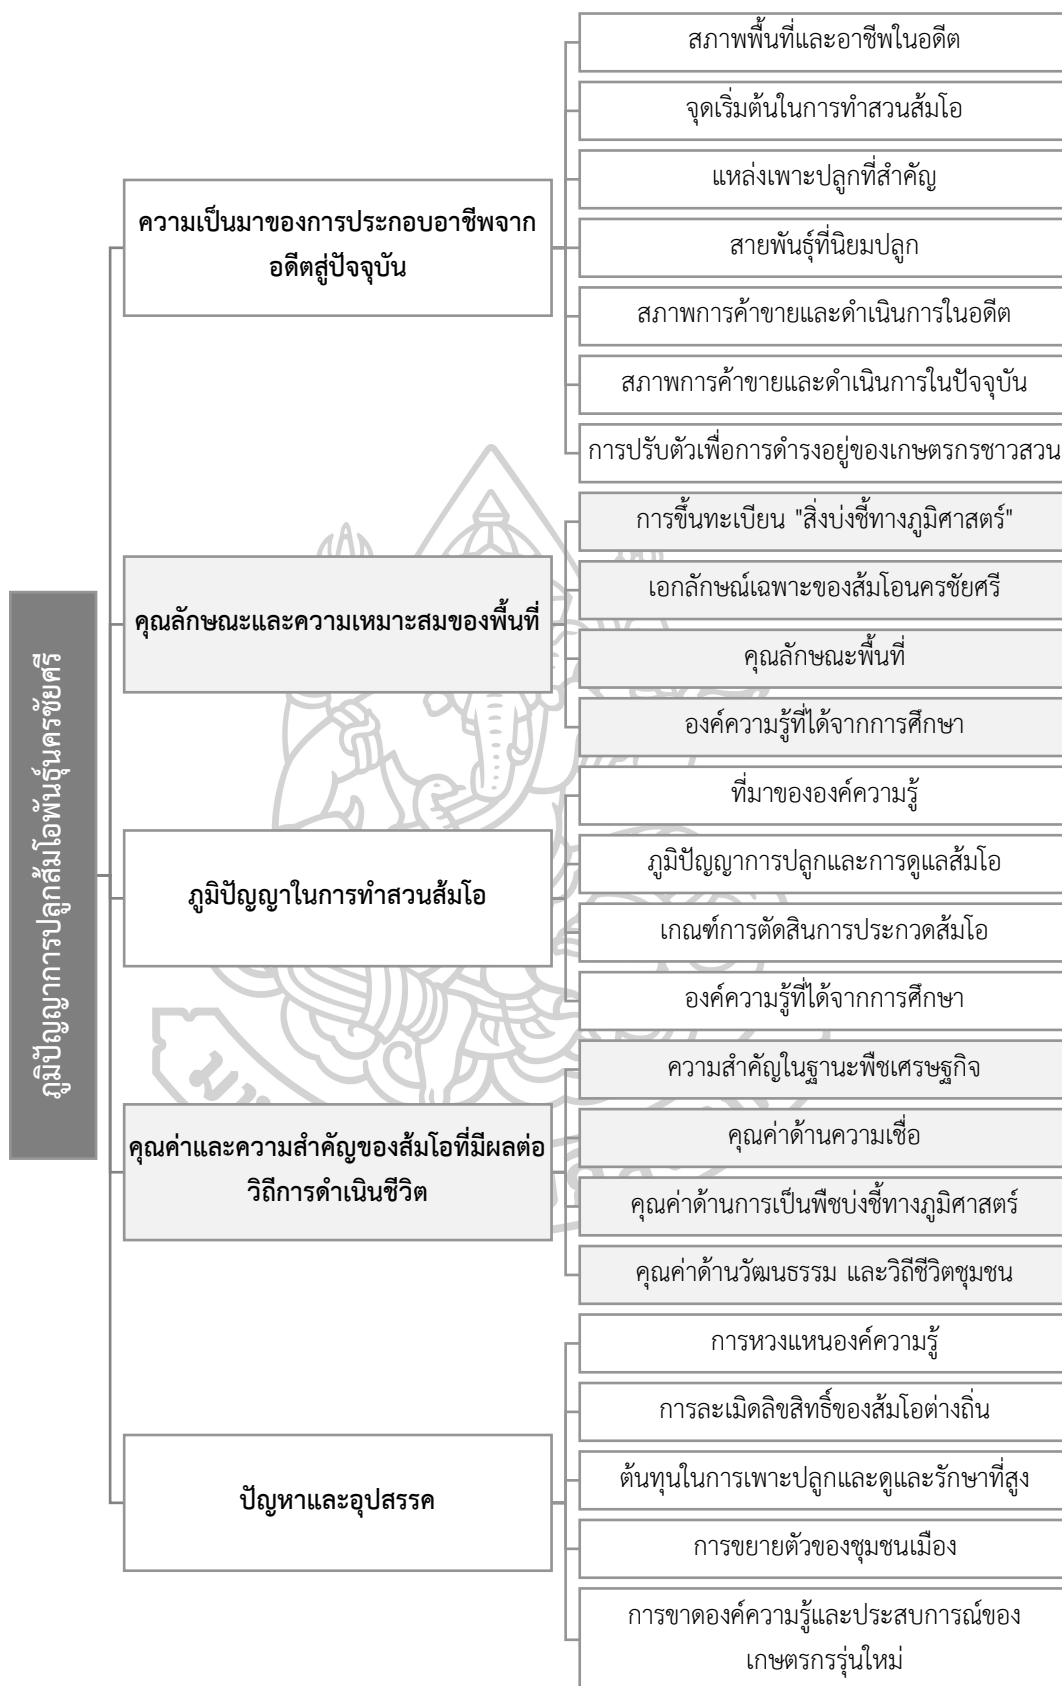 ภูมิปัญญาการปลูกส้มโอพันธุ์นครชัยศรี
ความเป็นมาของการประกอบอาชีพจาก
อดีตสู่ปัจจุบัน
สภาพพื้นที่และอาชีพในอดีต
จุดเริ่มต้นในการทำสวนส้มโอ
แหล่งเพาะปลูกที่สำคัญ
สายพันธุ์ที่นิยมปลูก
สภาพการค้าขายและดำเนินการในอดีต
สภาพการค้าขายและดำเนินการในปัจจุบัน
การปรับตัวเพื่อการดำรงอยู่ของเกษตรกรชาวสวน
คุณลักษณะและความเหมาะสมของพื้นที่
การขึ้นทะเบียน "สิ่งบ่งชี้ทางภูมิศาสตร์"
เอกลักษณ์เฉพาะของส้มโอนครชัยศรี
คุณลักษณะพื้นที่
องค์ความรู้ที่ได้จากการศึกษา
ภูมิปัญญาในการทำสวนส้มโอ
ที่มาขององค์ความรู้
ภูมิปัญญาการปลูกและการดูแลส้มโอ
เกณฑ์การตัดสินการประกวดส้มโอ
องค์ความรู้ที่ได้จากการศึกษา
คุณค่าและความสำคัญของส้มโอที่มีผลต่อ
วิถีการดำเนินชีวิต
ความสำคัญในฐานะพืชเศรษฐกิจ
คุณค่าด้านความเชื่อ
คุณค่าด้านการเป็นพืชบ่งชี้ทางภูมิศาสตร์
คุณค่าด้านวัฒนธรรม และวิถีชีวิตชุมชน
ปัญหาและอุปสรรค
การหวงแหนองค์ความรู้
การละเมิดลิขสิทธิ์ของส้มโอต่างถิ่น
ต้นทุนในการเพาะปลูกและดูและรักษาที่สูง
การขยายตัวของชุมชนเมือง
การขาดองค์ความรู้และประสบการณ์ของ
เกษตรกรรุ่นใหม่